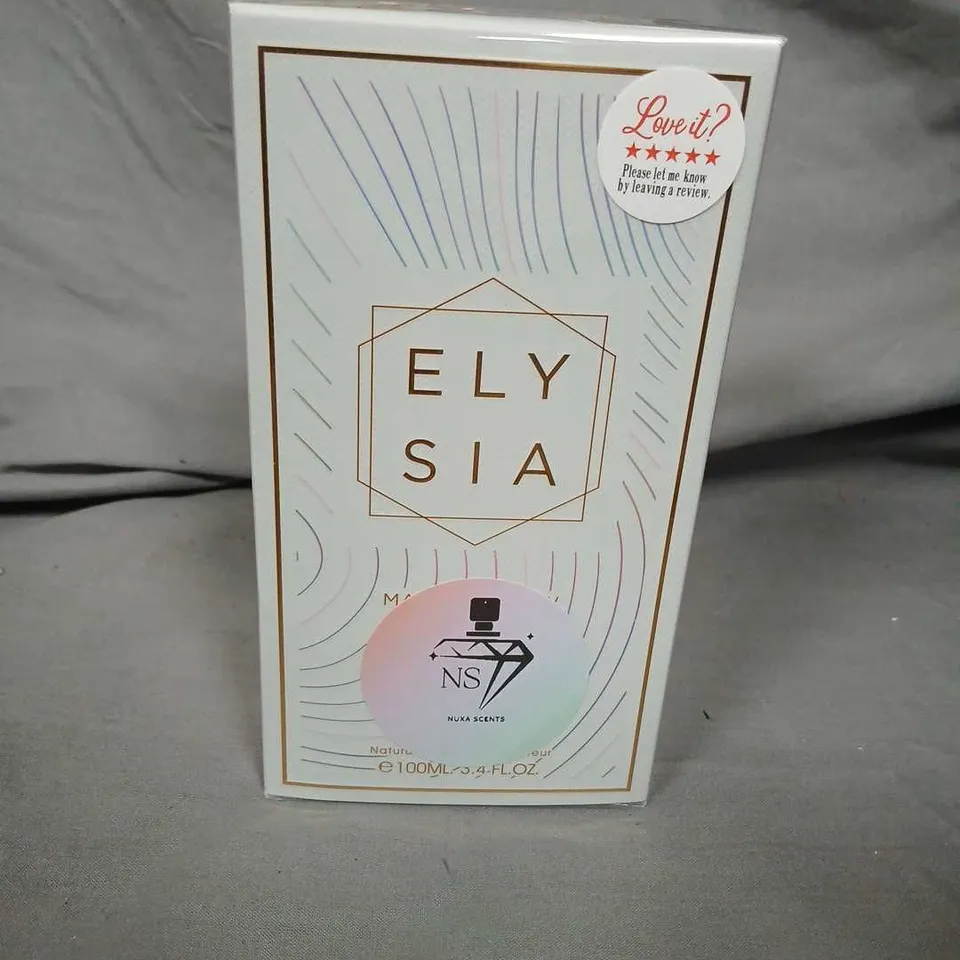 Love it?
Please let me know
by leaving a review.
ELY
SIA
NS
NUXA SCENTS
e100ML. 3.4 FL.OZ.